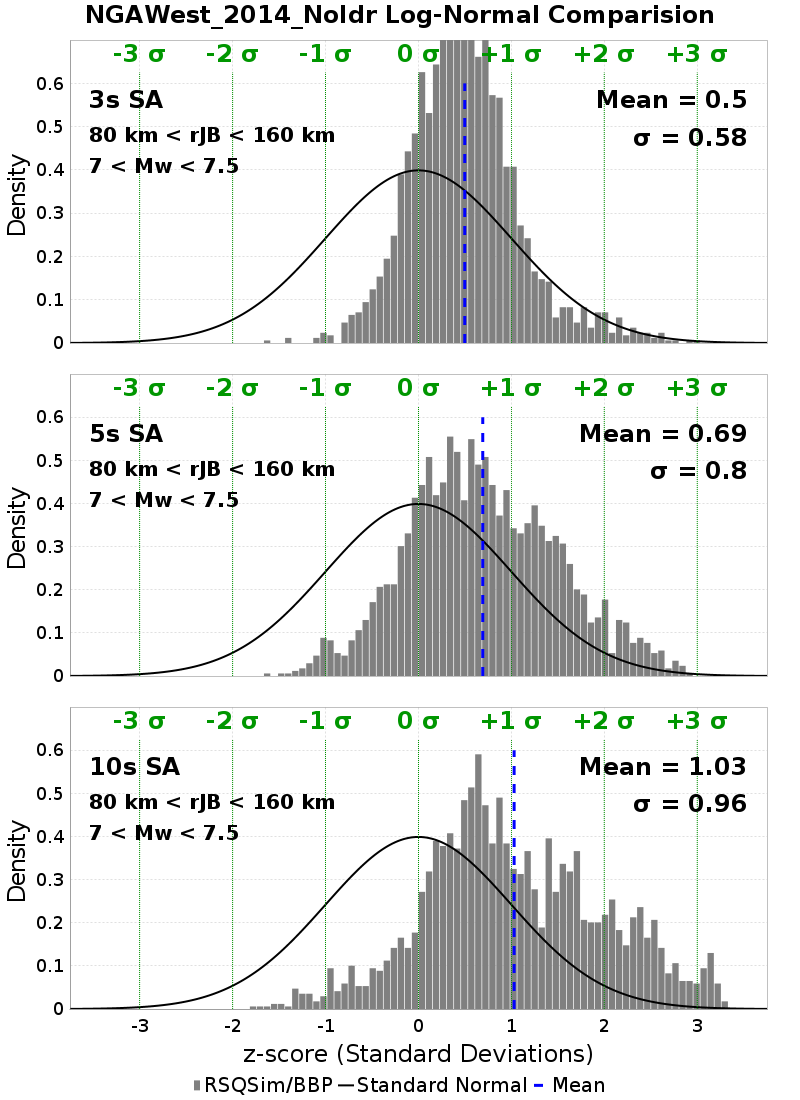 NGAWest_2014_NoIdr Log-Normal Comparision
-3 σ -2 σ -1 σ 0 σ +1 σ +2 σ +3 σ
0.6
3s SA Mean = 0.5
0.5
80 km < rJB < 160 km σ = 0.58
0.4
7 < Mw < 7.5
0.3
0.2
0.1
0
Density
-3 σ -2 σ -1 σ 0 σ +1 σ +2 σ +3 σ
0.6
5s SA Mean = 0.69
0.5
80 km < rJB < 160 km σ = 0.8
0.4
7 < Mw < 7.5
0.3
0.2
0.1
0
Density
-3 σ -2 σ -1 σ 0 σ +1 σ +2 σ +3 σ
0.6
10s SA Mean = 1.03
0.5
80 km < rJB < 160 km σ = 0.96
0.4
7 < Mw < 7.5
0.3
0.2
0.1
0
Density
-3 -2 -1 0 1 2 3
z-score (Standard Deviations)
RSQSim/BBP Standard Normal Mean